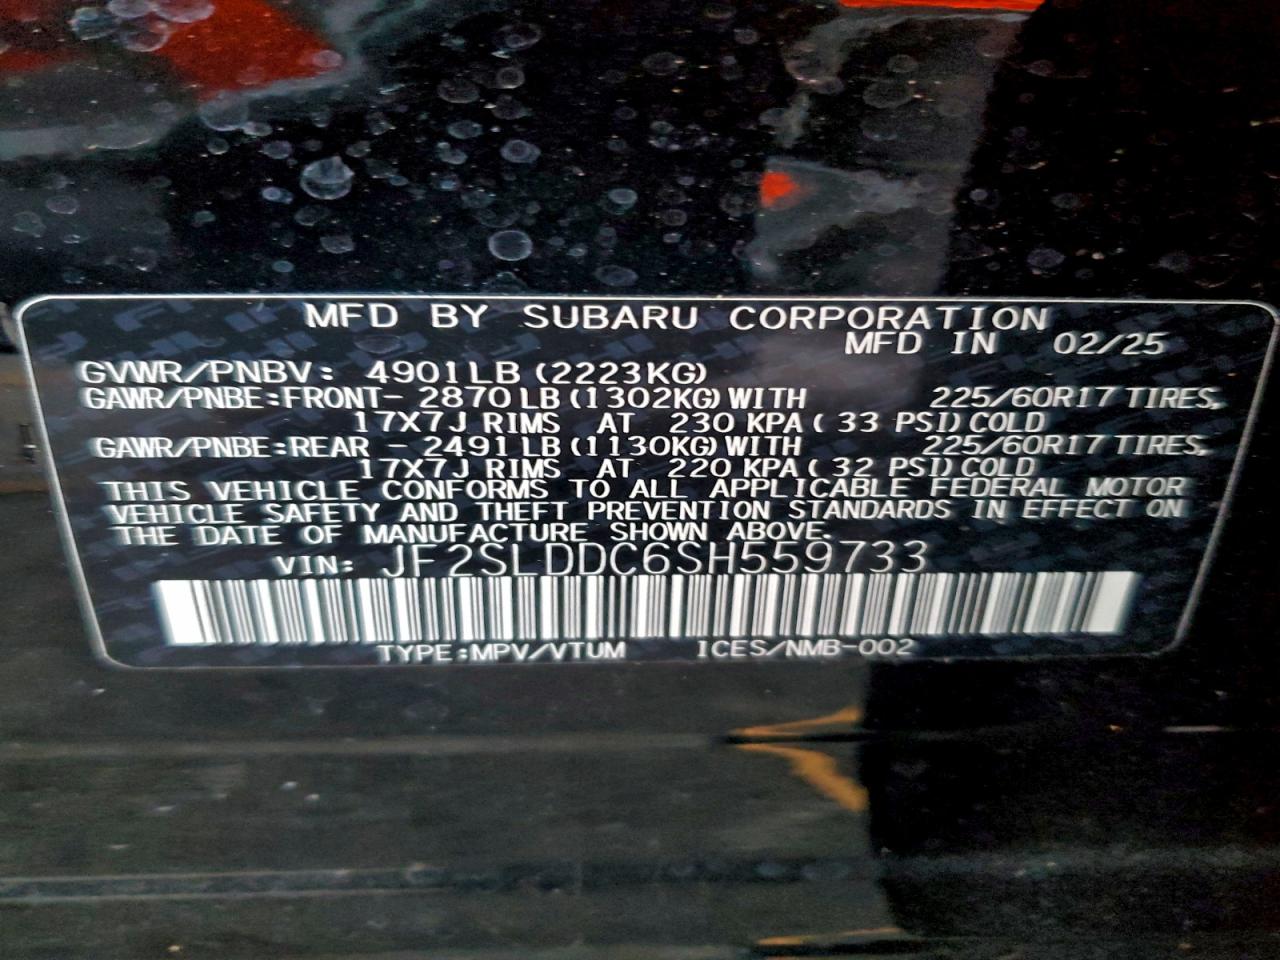 MFD BY SUBARU CORPORATION
MFD IN 02/25
GVWR/PNBV: 4901LB (2223KG)
GAWR/PNBE:FRONT- 2870LB(1302KG)WITH 225/60R17 TIRES,
17X7J RIMS AT 230 KPA( 33 PSI)COLD
GAWR/PNBE:REAR - 2491LB(1130KG)WITH 225/60R17 TIRES,
17X7J RIMS AT 220 KPA( 32 PSI)COLD
THIS VEHICLE CONFORMS TO ALL APPLICABLE FEDERAL MOTOR
VEHICLE SAFETY AND THEFT PREVENTION STANDARDS IN EFFECT ON
THE DATE OF MANUFACTURE SHOWN ABOVE.
VIN: JF2SLDDC6SH559733
TYPE:MPV/VTUM ICES/NMB-002